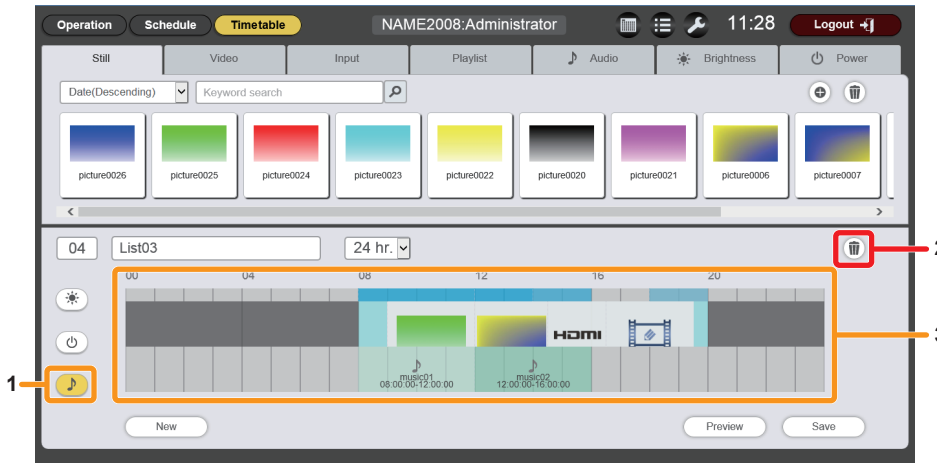 Operation Schedule Timetable NAME2008:Administrator 11:28 Logout
Still Video Input Playlist Audio Brightness Power
Date(Descending) Keyword search
picture0026 picture0025 picture0024 picture0023 picture0022 picture0020 picture0021 picture0006 picture0007
04 List03 24 hr.
2
00 04 08 12 16 20
HDMI
3
music01 music02
08:00:00-12:00:00 12:00:00-16:00:00
1
New Preview Save